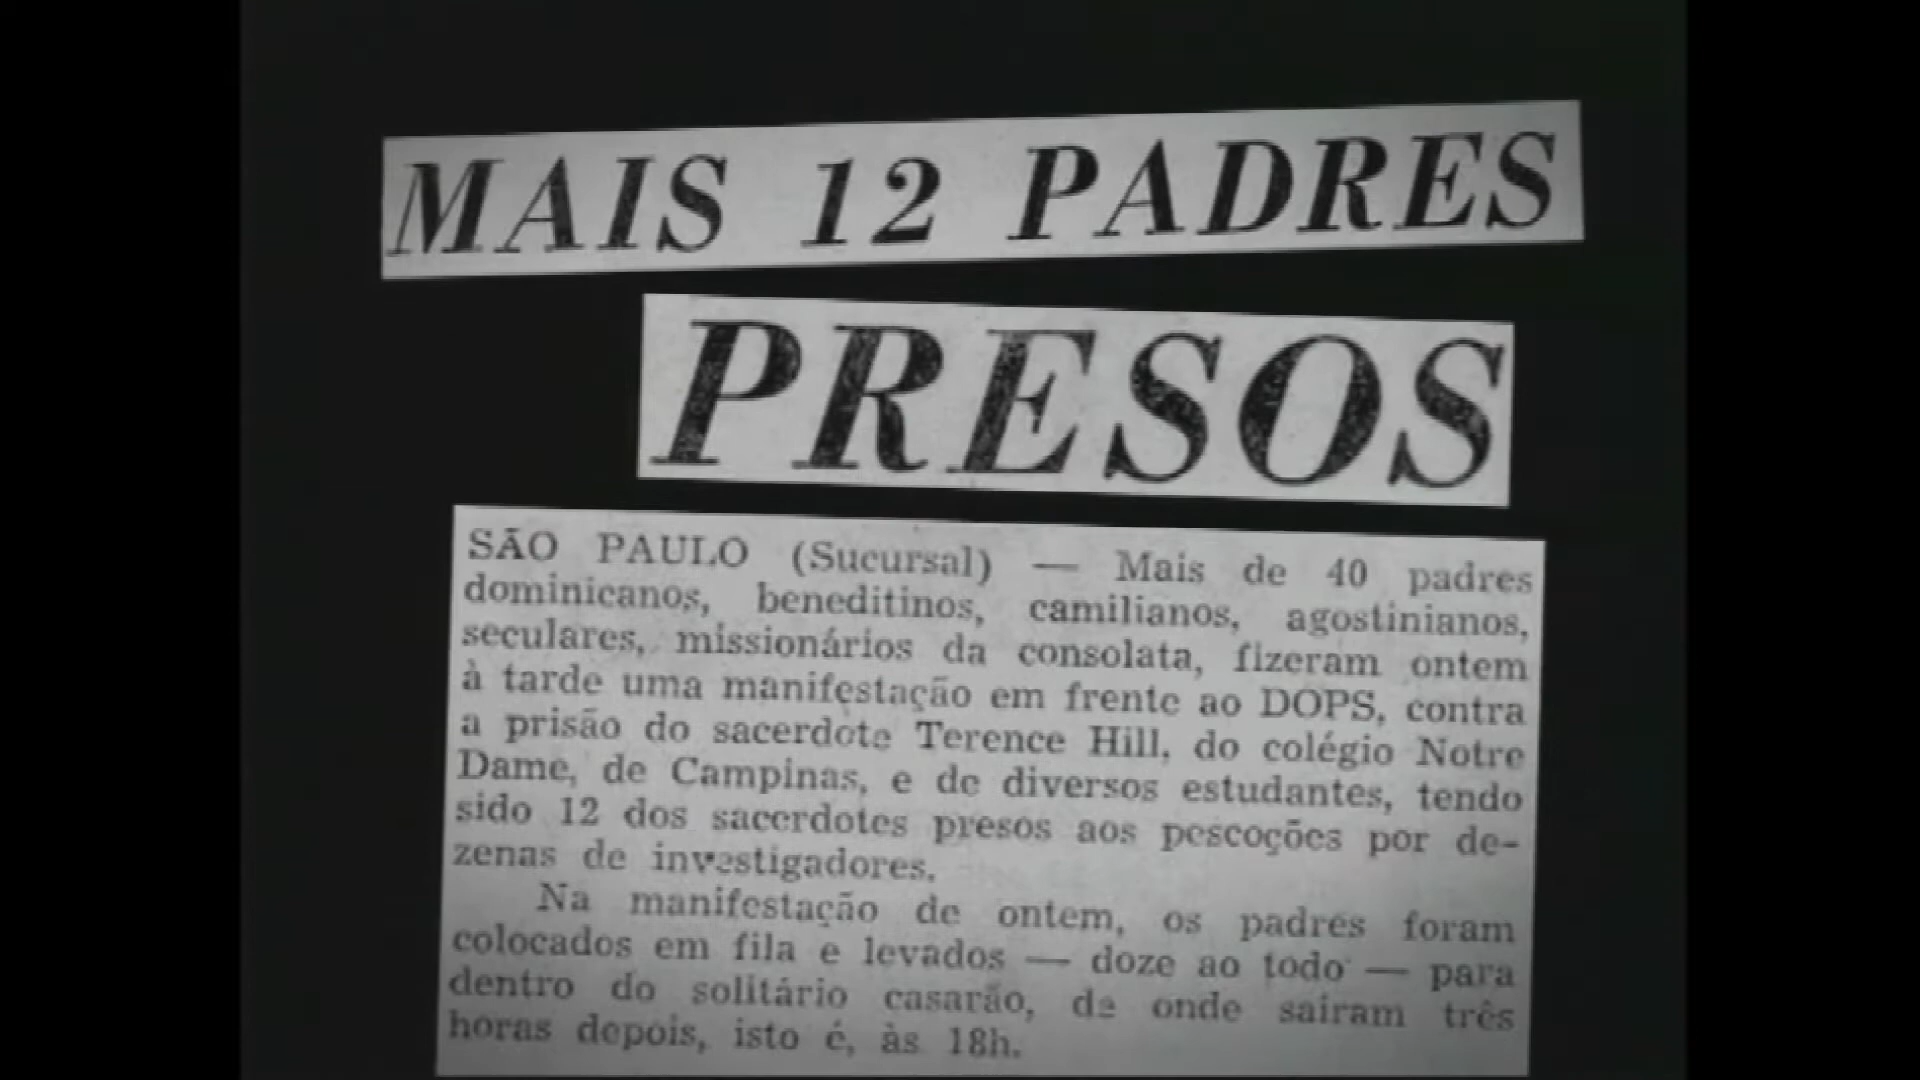 MAIS 12 PADRES
PRESOS
SÃO PAULO (Sucursal) — Mais de 40 padres
dominicanos, beneditinos, camilianos, agostinianos,
seculares, missionários da consolata, fizeram ontem
à tarde uma manifestação em frente ao DOPS, contra
a prisão do sacerdote Terence Hill, do colégio Notre
Dame, de Campinas, e de diversos estudantes, tendo
sido 12 dos sacerdotes presos aos pescoções por de-
zenas de investigadores.
Na manifestação de ontem, os padres foram
colocados em fila e levados — doze ao todo — para
dentro do solitário casarão, de onde sairam três
horas depois, isto é, às 18h.